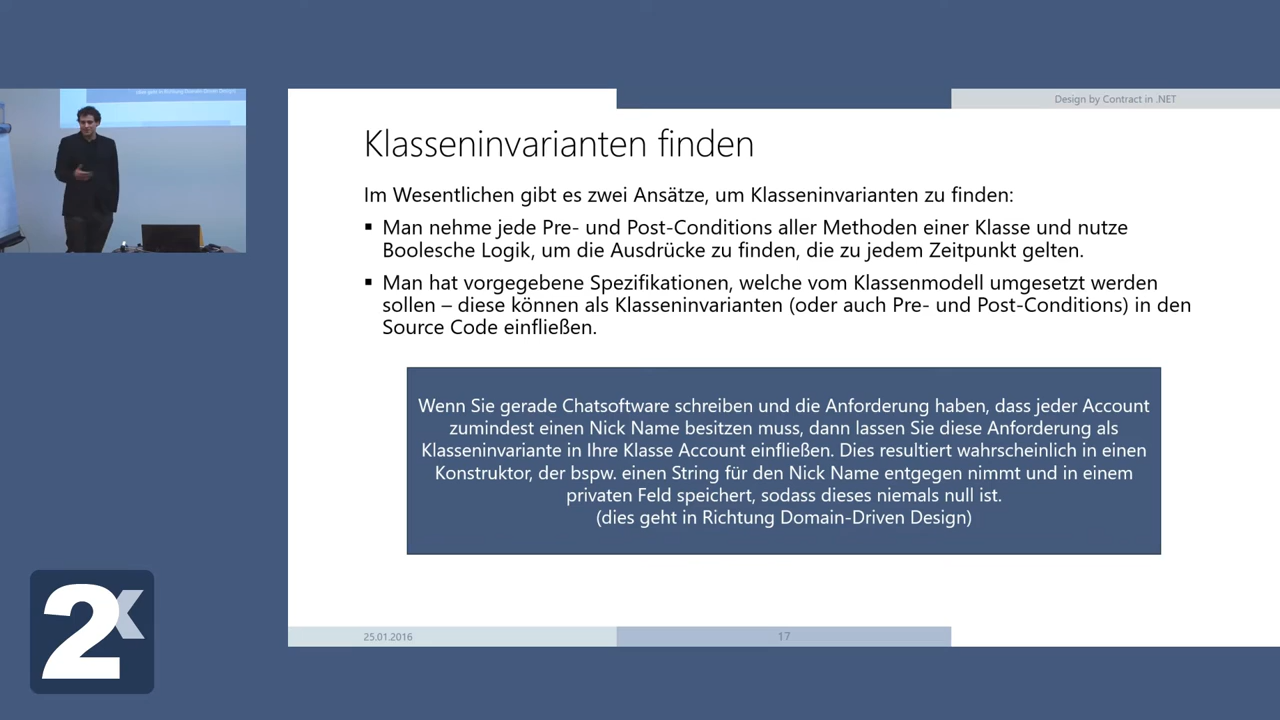 Design by Contract in .NET
Klasseninvarianten finden
Im Wesentlichen gibt es zwei Ansätze, um Klasseninvarianten zu finden:
▪ Man nehme jede Pre- und Post-Conditions aller Methoden einer Klasse und nutze
Boolesche Logik, um die Ausdrücke zu finden, die zu jedem Zeitpunkt gelten.
▪ Man hat vorgegebene Spezifikationen, welche vom Klassenmodell umgesetzt werden
sollen – diese können als Klasseninvarianten (oder auch Pre- und Post-Conditions) in den
Source Code einfließen.
Wenn Sie gerade Chatsoftware schreiben und die Anforderung haben, dass jeder Account
zumindest einen Nick Name besitzen muss, dann lassen Sie diese Anforderung als
Klasseninvariante in Ihre Klasse Account einfließen. Dies resultiert wahrscheinlich in einen
Konstruktor, der bspw. einen String für den Nick Name entgegen nimmt und in einem
privaten Feld speichert, sodass dieses niemals null ist.
(dies geht in Richtung Domain-Driven Design)
25.01.2016
17
2x